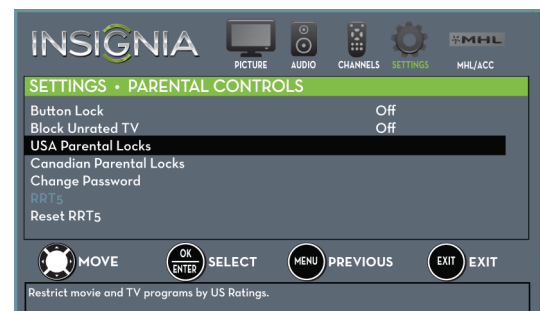 INSIGNIA
PICTURE AUDIO CHANNELS SETTINGS MHL MHL/ACC
SETTINGS • PARENTAL CONTROLS
Button Lock Off
Block Unrated TV Off
USA Parental Locks
Canadian Parental Locks
Change Password
RRT5
Reset RRT5
MOVE OK ENTER SELECT MENU PREVIOUS EXIT EXIT
Restrict movie and TV programs by US Ratings.